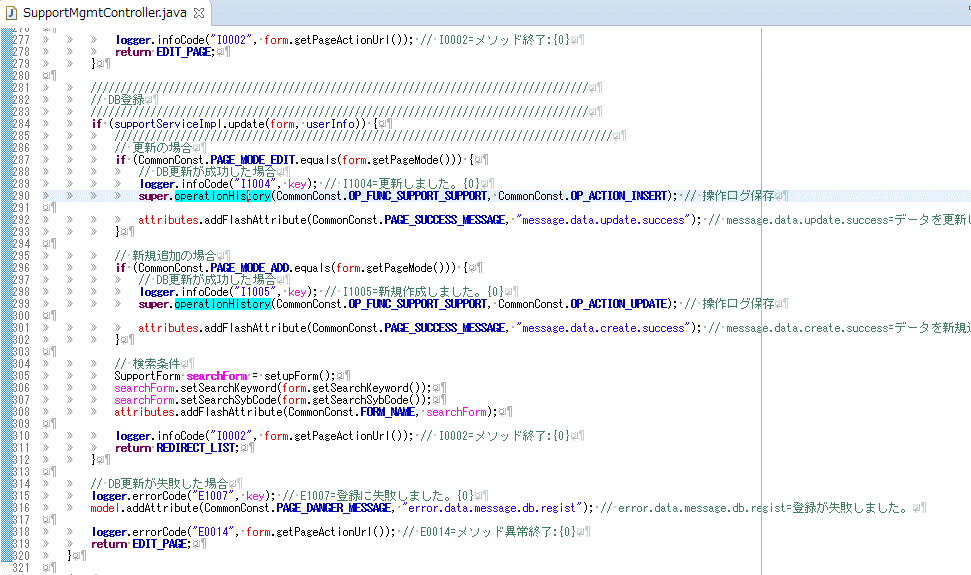 SupportMgmtController.java
276
277 logger.infoCode("I0002", form.getPageActionUrl()); // I0002=メソッド終了:{0}
278 return EDIT_PAGE;
279 }
280
281 ///////////////////////////////////////////////////////////////////////////////////
282 // DB登録
283 ///////////////////////////////////////////////////////////////////////////////////
284 if (supportServiceImpl.update(form, userInfo)) {
285 ///////////////////////////////////////////////////////////////////////////////////
286 // 更新の場合
287 if (CommonConst.PAGE_MODE_EDIT.equals(form.getPageMode())) {
288 // DB更新が成功した場合
289 logger.infoCode("I1004", key); // I1004=更新しました。{0}
290 super.operationHistory(CommonConst.OP_FUNC_SUPPORT_SUPPORT, CommonConst.OP_ACTION_INSERT); // 操作ログ保存
291
292 attributes.addFlashAttribute(CommonConst.PAGE_SUCCESS_MESSAGE, "message.data.update.success"); // message.data.update.success=データを更新し
293 }
294
295 // 新規追加の場合
296 if (CommonConst.PAGE_MODE_ADD.equals(form.getPageMode())) {
297 // DB更新が成功した場合
298 logger.infoCode("I1005", key); // I1005=新規作成しました。{0}
299 super.operationHistory(CommonConst.OP_FUNC_SUPPORT_SUPPORT, CommonConst.OP_ACTION_UPDATE); // 操作ログ保存
300
301 attributes.addFlashAttribute(CommonConst.PAGE_SUCCESS_MESSAGE, "message.data.create.success"); // message.data.create.success=データを新規追
302 }
303
304 // 検索条件
305 SupportForm searchForm = setupForm();
306 searchForm.setSearchKeyword(form.getSearchKeyword());
307 searchForm.setSearchSybCode(form.getSearchSybCode());
308 attributes.addFlashAttribute(CommonConst.FORM_NAME, searchForm);
309
310 logger.infoCode("I0002", form.getPageActionUrl()); // I0002=メソッド終了:{0}
311 return REDIRECT_LIST;
312 }
313
314 // DB更新が失敗した場合
315 logger.errorCode("E1007", key); // E1007=登録に失敗しました。{0}
316 model.addAttribute(CommonConst.PAGE_DANGER_MESSAGE, "error.data.message.db.regist"); // error.data.message.db.regist=登録が失敗しました。
317
318 logger.errorCode("E0014", form.getPageActionUrl()); // E0014=メソッド異常終了:{0}
319 return EDIT_PAGE;
320 }
321